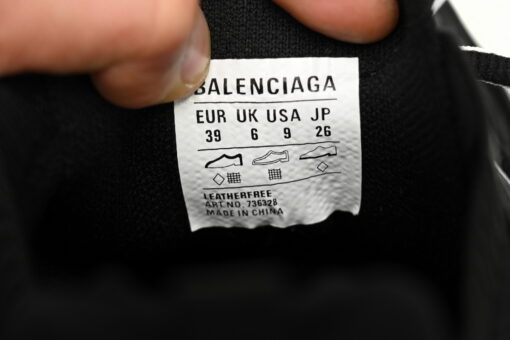 BALENCIAGA
EUR UK USA JP
39 6 9 26
LEATHERFREE
ART.NO. 736328
MADE IN CHINA